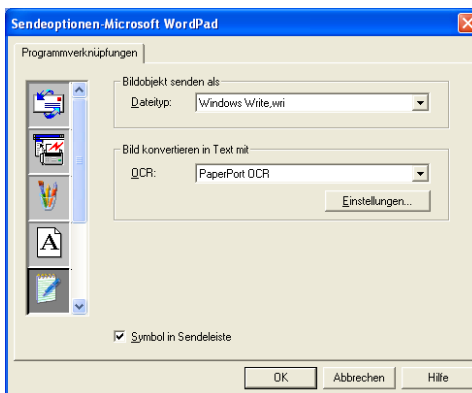 Sendeoptionen-Microsoft WordPad
Programmverknüpfungen
Bildobjekt senden als
Dateityp: Windows Write,wri
Bild konvertieren in Text mit
OCR: PaperPort OCR
Einstellungen...
A
Symbol in Sendeleiste
OK Abbrechen Hilfe